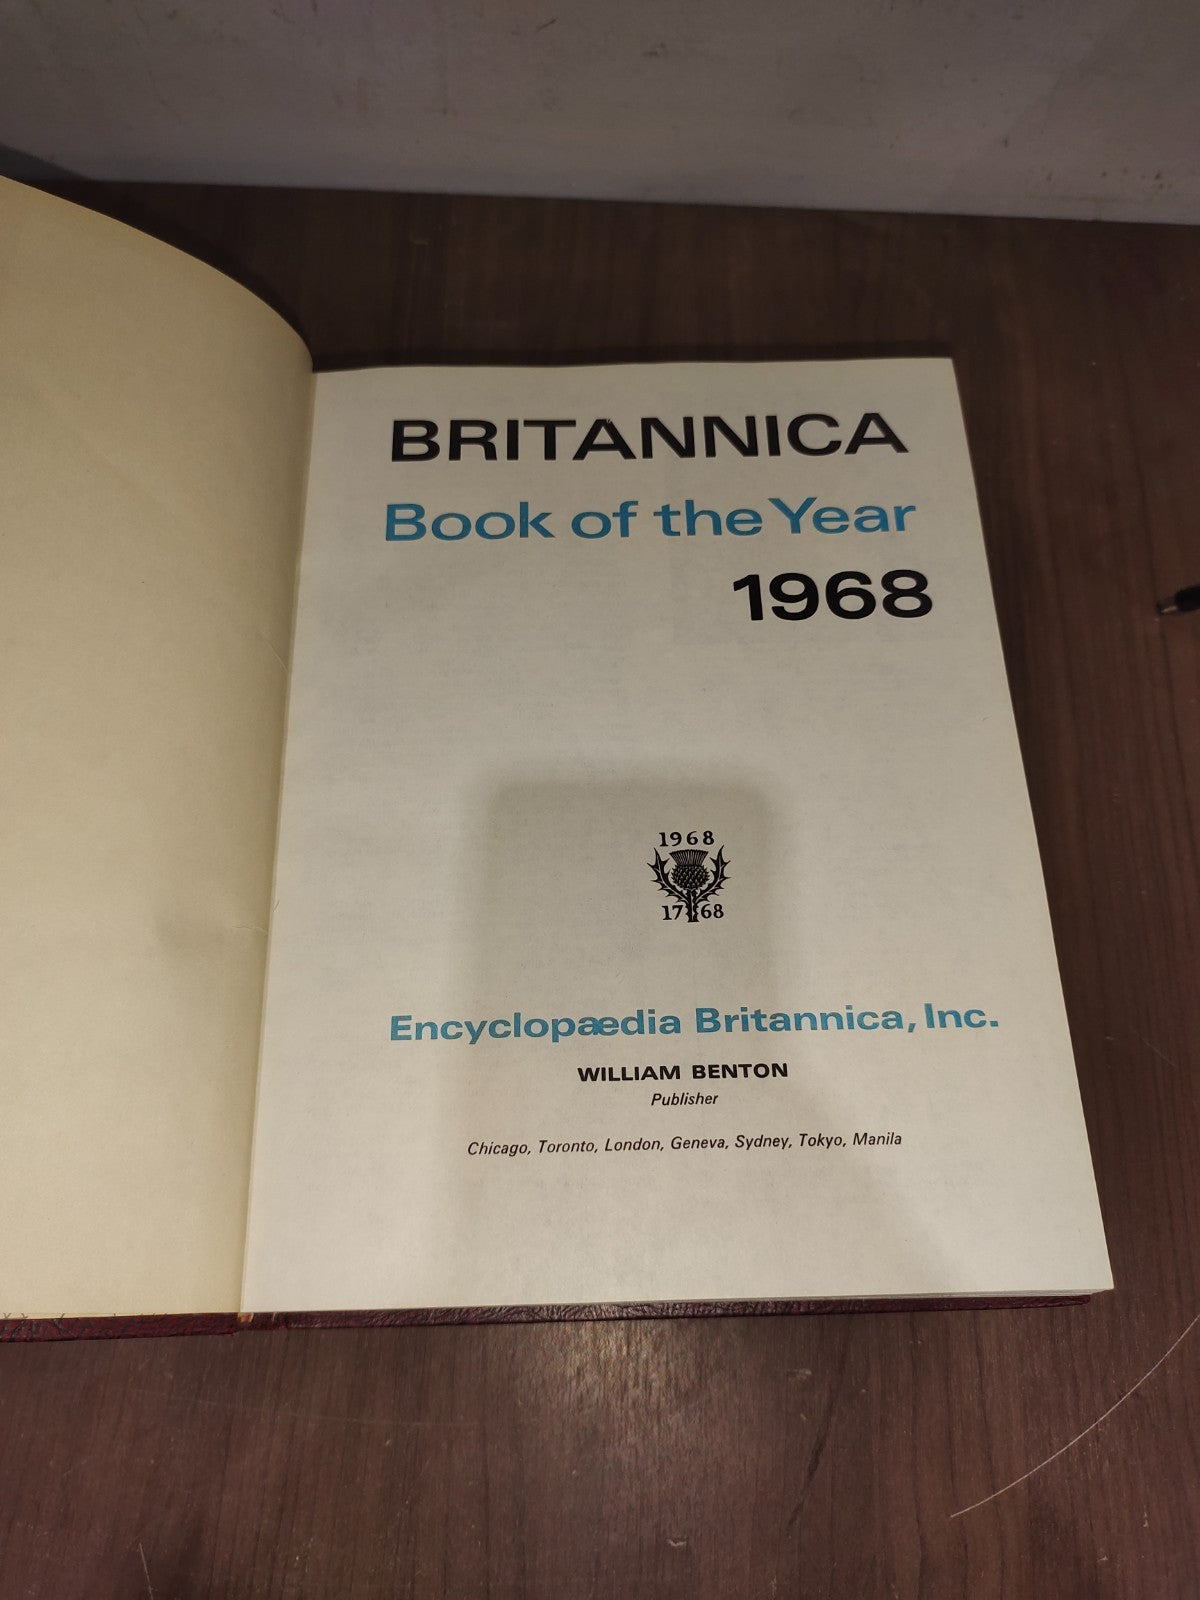 BRITANNICA
Book of the Year
1968
1968
1768
Encyclopædia Britannica, Inc.
WILLIAM BENTON
Publisher
Chicago, Toronto, London, Geneva, Sydney, Tokyo, Manila